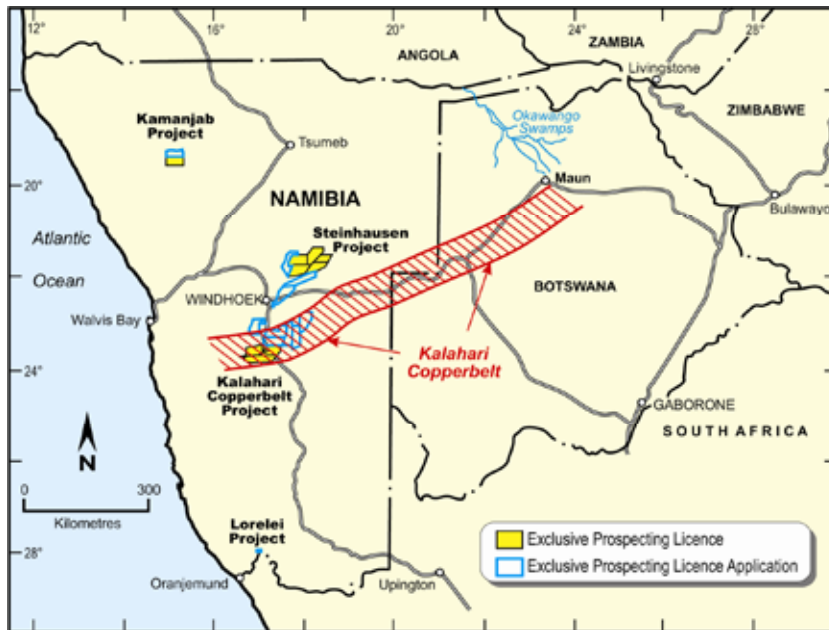 12°
16°
20°
24°
28°
ANGOLA
ZAMBIA
Livingstone
Kamanjab
Project
Okawango
Swamps
ZIMBABWE
Tsumeb
20°
Maun
NAMIBIA
Bulawayo
Steinhausen
Project
Atlantic
Ocean
WINDHOEK
BOTSWANA
Walvis Bay
Kalahari
Copperbelt
24°
Kalahari
Copperbelt
Project
GABORONE
SOUTH AFRICA
N
0
300
Kilometres
Lorelei
Project
Exclusive Prospecting Licence
28°
Exclusive Prospecting Licence Application
Oranjemund
Upington